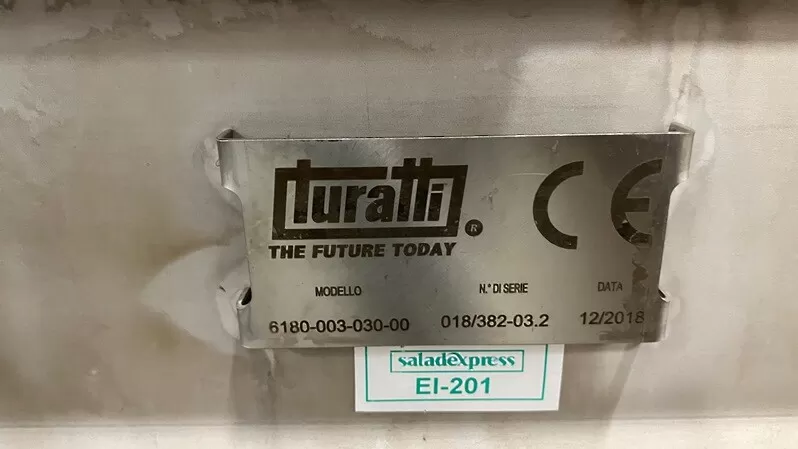 turatti ®
THE FUTURE TODAY
CE
MODELLO N.° DI SERIE DATA
6180-003-030-00 018/382-03.2 12/2018
saladexpress
EI-201